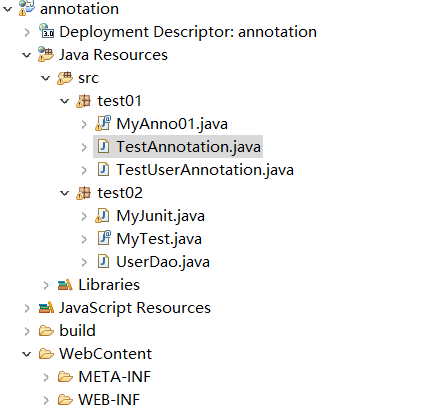 annotation
Deployment Descriptor: annotation
Java Resources
src
test01
MyAnno01.java
TestAnnotation.java
TestUserAnnotation.java
test02
MyJunit.java
MyTest.java
UserDao.java
Libraries
JavaScript Resources
build
WebContent
META-INF
WEB-INF